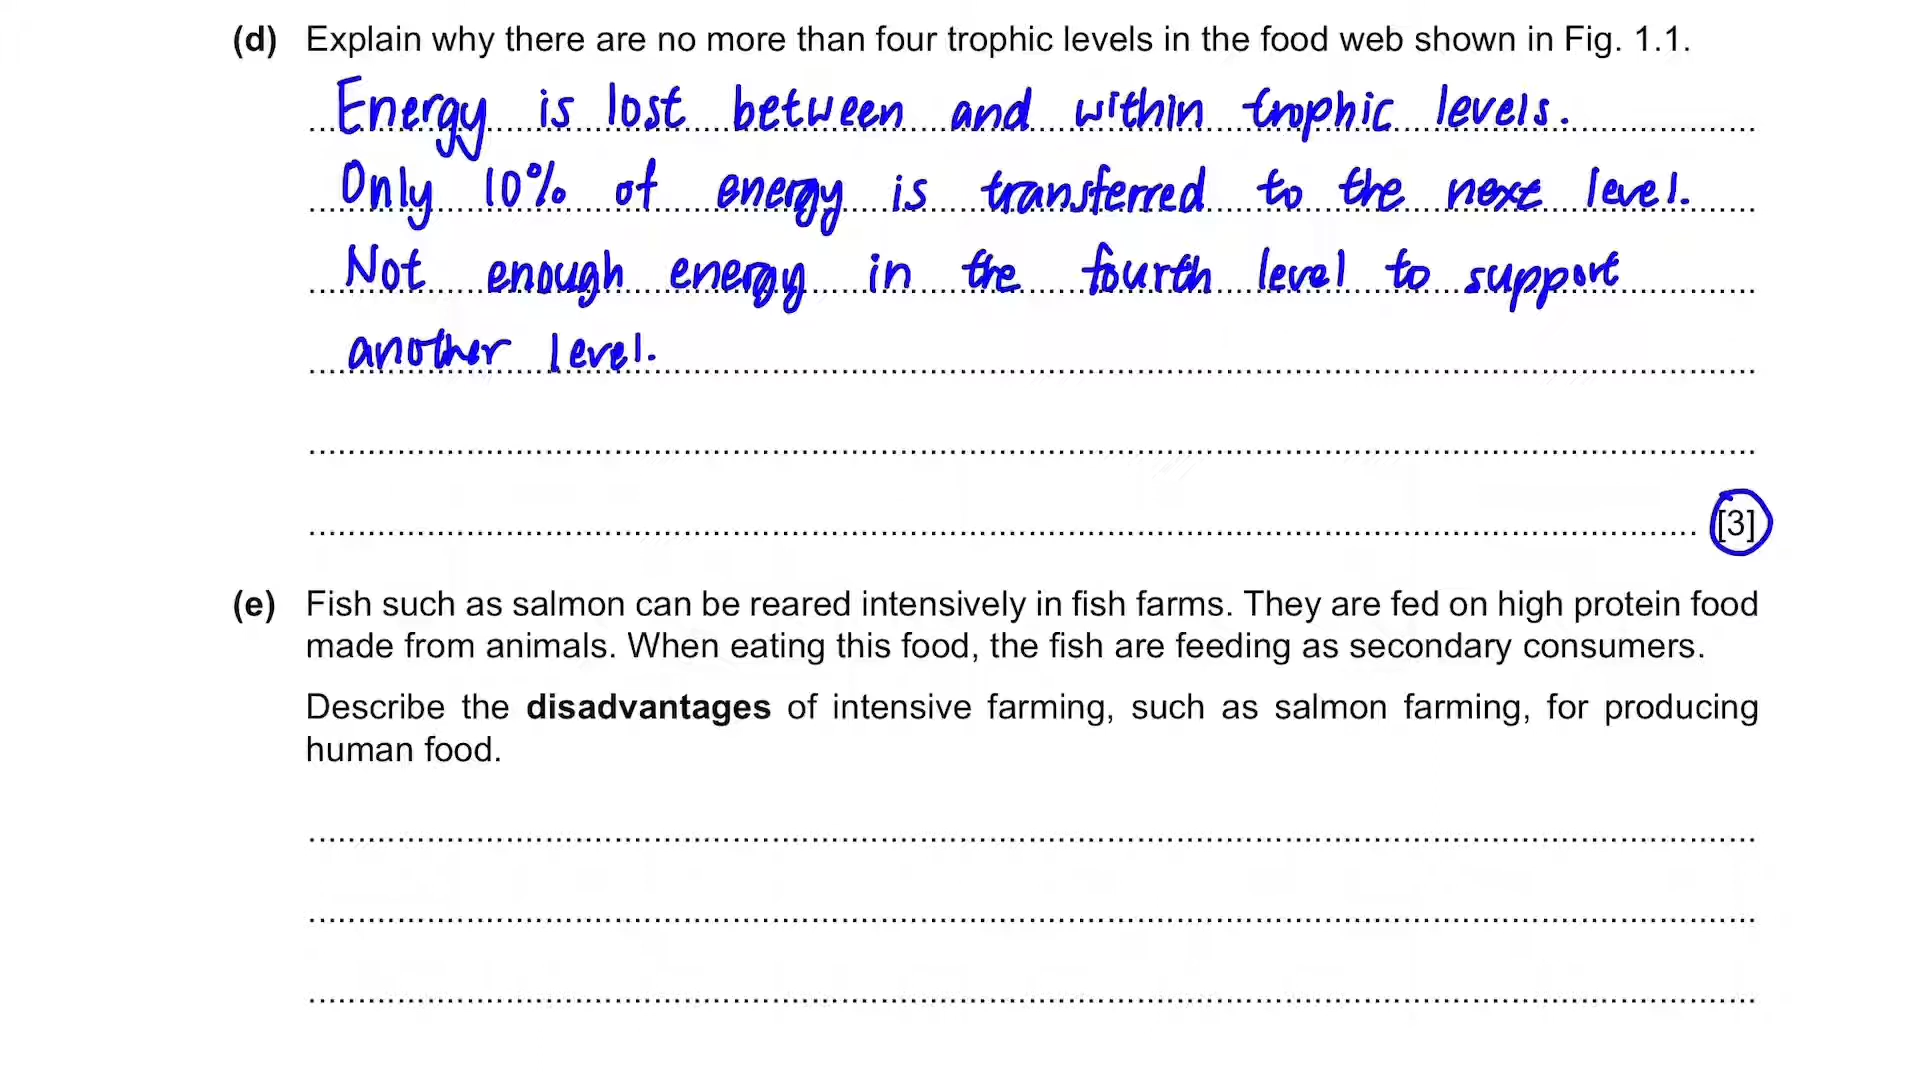 (d) Explain why there are no more than four trophic levels in the food web shown in Fig. 1.1.
Energy is lost between and within trophic levels.
Only 10% of energy is transferred to the next level.
Not enough energy in the fourth level to support
another level.
[3]
(e) Fish such as salmon can be reared intensively in fish farms. They are fed on high protein food
made from animals. When eating this food, the fish are feeding as secondary consumers.
Describe the disadvantages of intensive farming, such as salmon farming, for producing
human food.